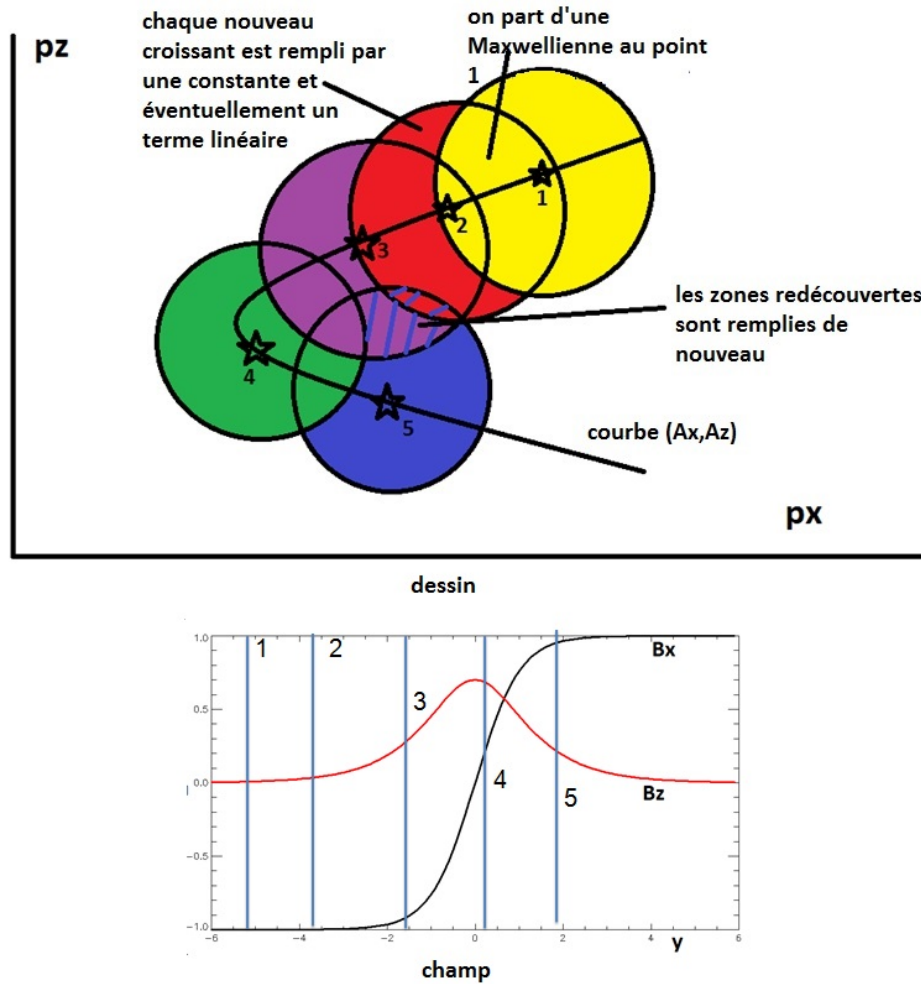 chaque nouveau
croissant est rempli par
une constante et
éventuellement un
terme linéaire
on part d'une
Maxwellienne au point
1
pz
1
2
3
4
5
les zones redécouvertes
sont remplies de
nouveau
courbe (Ax,Az)
px
dessin
1.0
0.5
0.0
-0.5
-1.0
1
2
3
4
5
Bx
Bz
-6
-4
-2
0
2
4
6
y
champ